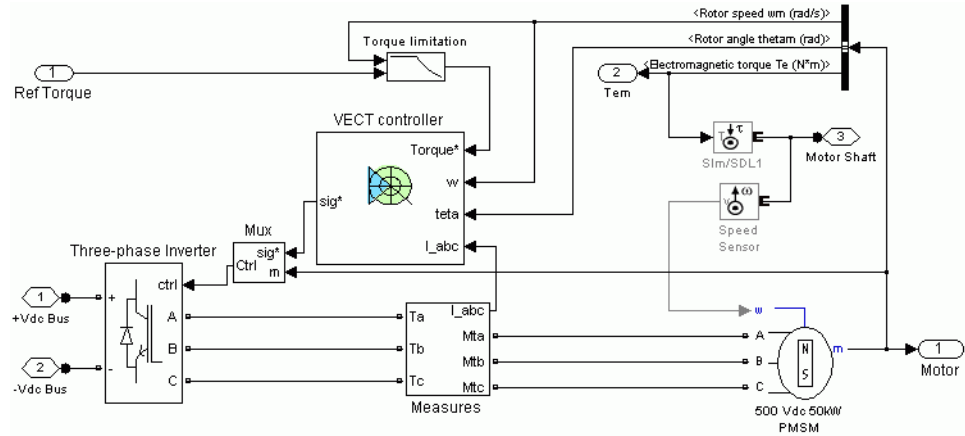 <Rotor speed wm (rad/s)>
Torque limitation
<Rotor angle thetam (rad)>
<Electromagnetic torque Te (N*m)>
1
Ref Torque
2
Tem
VECT controller
Torque*
w
teta
I_abc
sig*
T
τ
Slm/SDL1
3
Motor Shaft
v
ω
Speed
Sensor
Mux
sig*
Ctrl
m
Three-phase Inverter
ctrl
+
A
B
C
-
1
+Vdc Bus
2
-Vdc Bus
I_abc
Ta
Tb
Tc
Mta
Mtb
Mtc
Measures
w
A
B
C
N
S
m
500 Vdc 50kW
PMSM
1
Motor